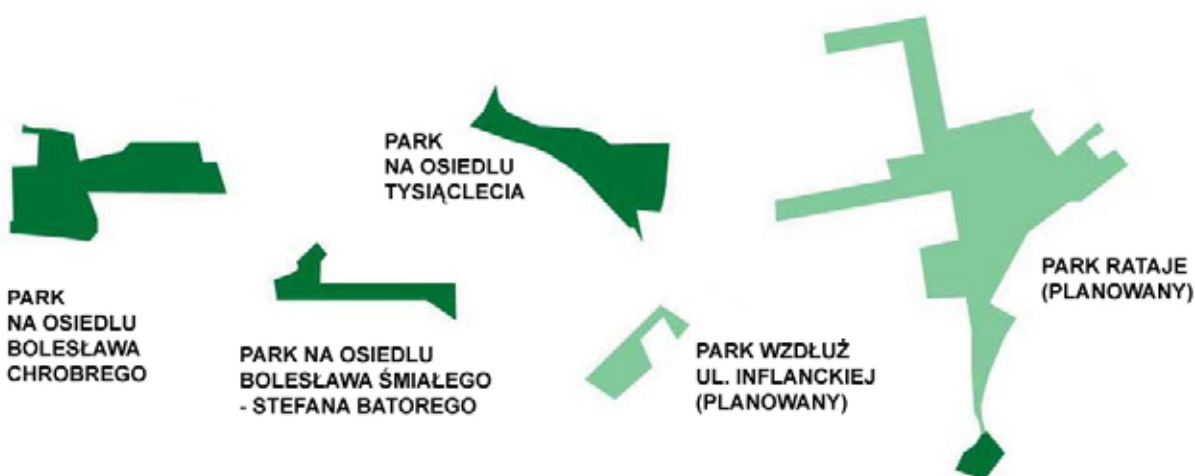 PARK
NA OSIEDLU
BOLESŁAWA
CHROBREGO
PARK NA OSIEDLU
BOLESŁAWA ŚMIAŁEGO
- STEFANA BATOREGO
PARK
NA OSIEDLU
TYSIĄCLECIA
PARK WZDŁUŻ
UL. INFLANCKIEJ
(PLANOWANY)
PARK RATAJE
(PLANOWANY)